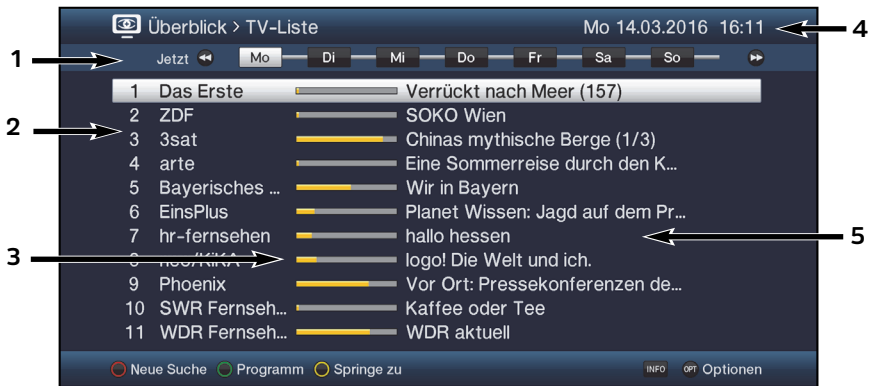 Überblick > TV-Liste Mo 14.03.2016 16:11 4
1 Jetzt Mo Di Mi Do Fr Sa So
1 Das Erste Verrückt nach Meer (157)
2 ZDF SOKO Wien
2
3 3sat Chinas mythische Berge (1/3)
4 arte Eine Sommerreise durch den K...
5 Bayerisches ... Wir in Bayern
6 EinsPlus Planet Wissen: Jagd auf dem Pr...
7 hr-fernsehen hallo hessen 5
3 8 neo/KiKA logo! Die Welt und ich.
9 Phoenix Vor Ort: Pressekonferenzen de...
10 SWR Fernseh... Kaffee oder Tee
11 WDR Fernseh... WDR aktuell
Neue Suche Programm Springe zu INFO OPT Optionen